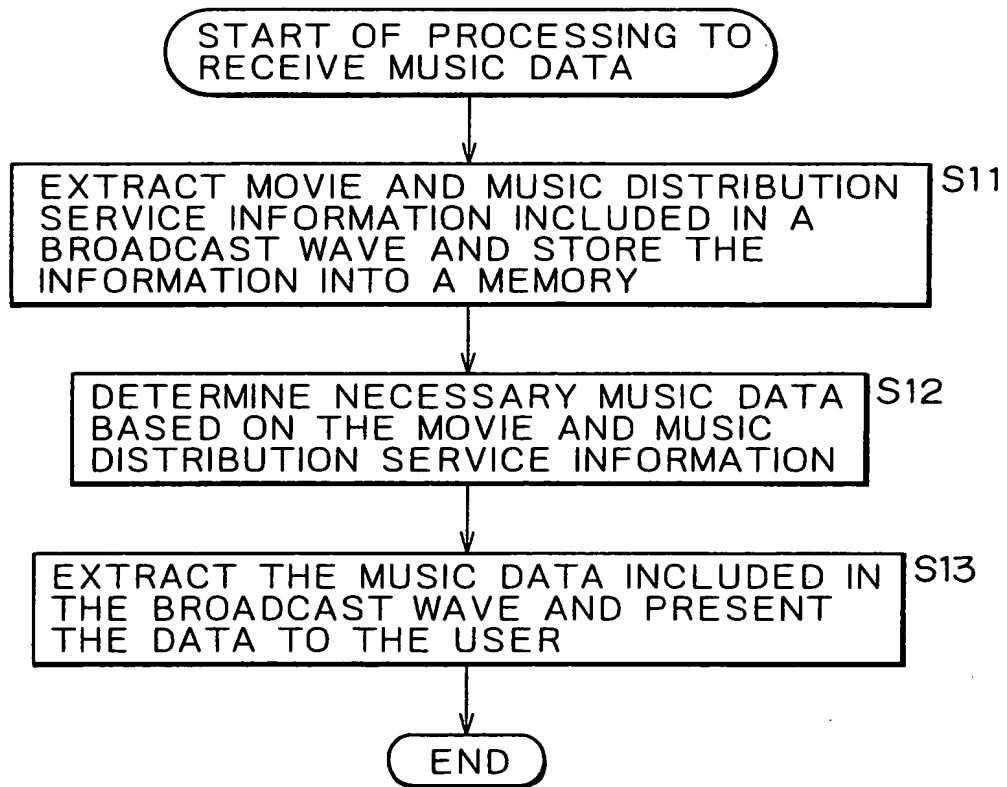 START OF PROCESSING TO
RECEIVE MUSIC DATA
EXTRACT MOVIE AND MUSIC DISTRIBUTION
SERVICE INFORMATION INCLUDED IN A
BROADCAST WAVE AND STORE THE
INFORMATION INTO A MEMORY
S11
DETERMINE NECESSARY MUSIC DATA
BASED ON THE MOVIE AND MUSIC
DISTRIBUTION SERVICE INFORMATION
S12
EXTRACT THE MUSIC DATA INCLUDED IN
THE BROADCAST WAVE AND PRESENT
THE DATA TO THE USER
S13
END